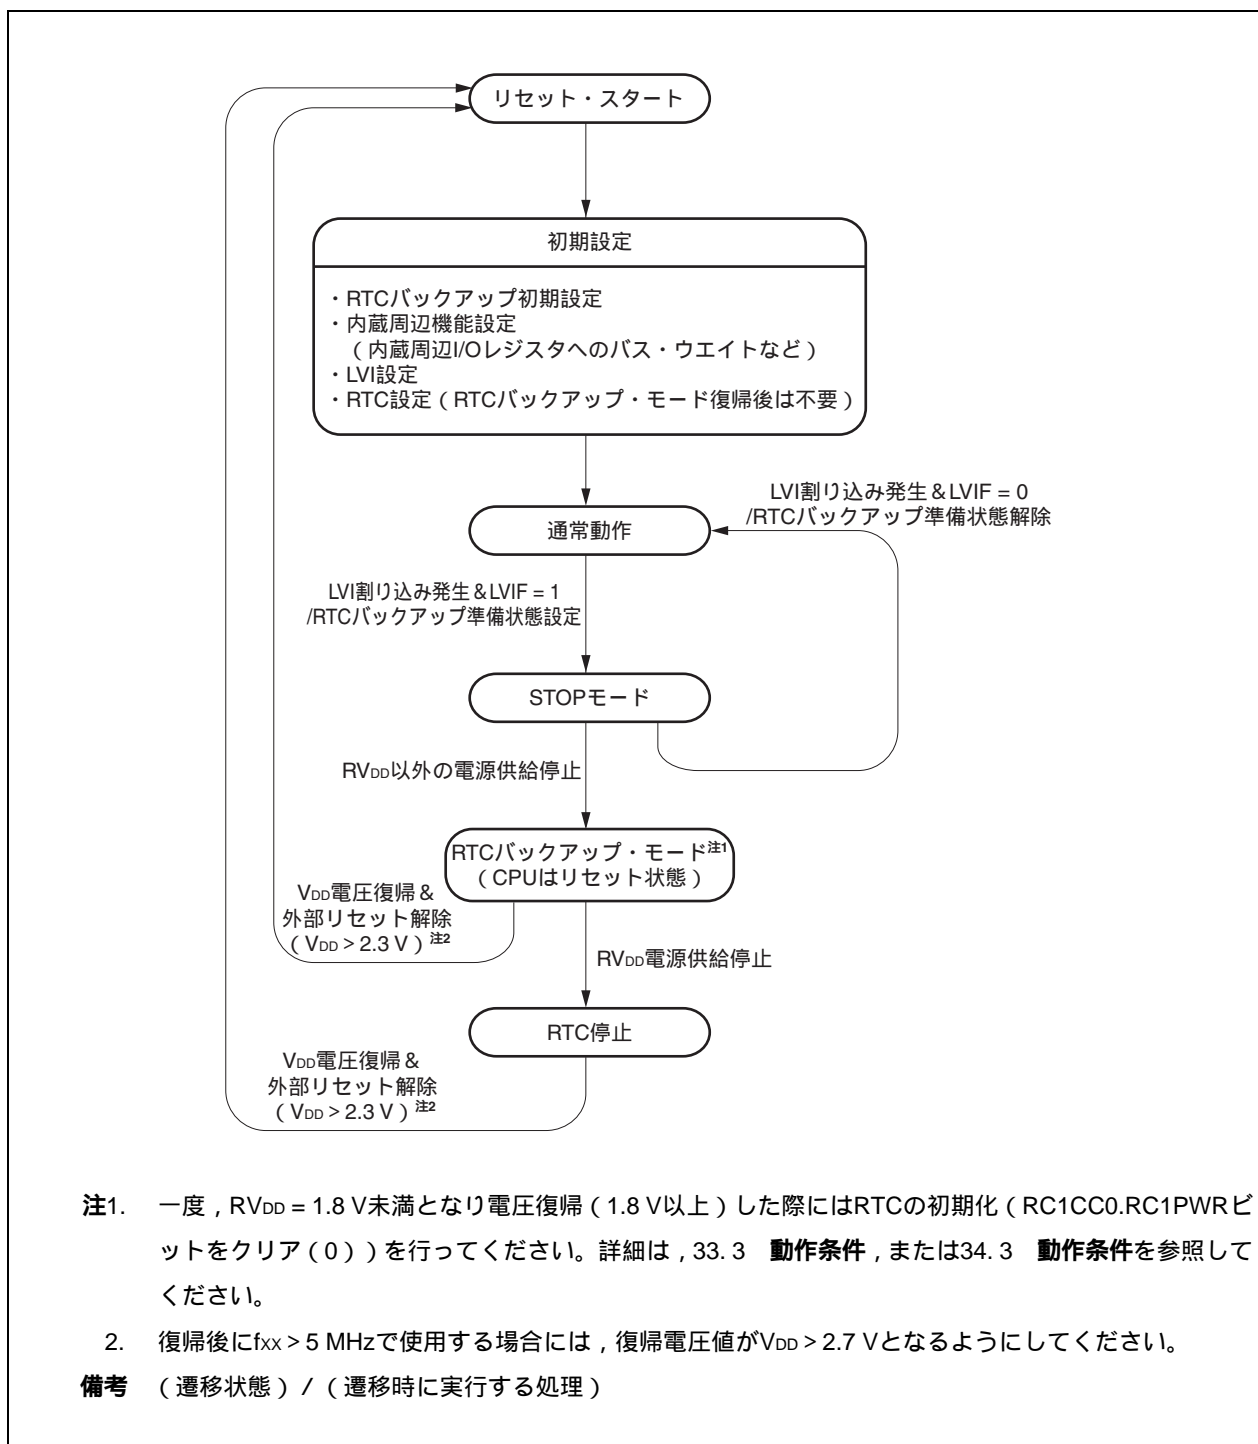 リセット・スタート
初期設定
・RTCバックアップ初期設定
・内蔵周辺機能設定
（内蔵周辺I/Oレジスタへのバス・ウエイトなど）
・LVI設定
・RTC設定（RTCバックアップ・モード復帰後は不要）
LVI割り込み発生＆LVIF = 0
/RTCバックアップ準備状態解除
通常動作
LVI割り込み発生＆LVIF = 1
/RTCバックアップ準備状態設定
STOPモード
RVDD以外の電源供給停止
RTCバックアップ・モード注1
（CPUはリセット状態）
VDD電圧復帰＆
外部リセット解除
（VDD > 2.3 V）注2
RVDD電源供給停止
RTC停止
VDD電圧復帰＆
外部リセット解除
（VDD > 2.3 V）注2
注1. 一度，RVDD = 1.8 V未満となり電圧復帰（1.8 V以上）した際にはRTCの初期化（RC1CC0.RC1PWRビ
ットをクリア（0））を行ってください。詳細は，33. 3 動作条件，または34. 3 動作条件を参照して
ください。
2. 復帰後にfXX > 5 MHzで使用する場合には，復帰電圧値がVDD > 2.7 Vとなるようにしてください。
備考 （遷移状態）/（遷移時に実行する処理）